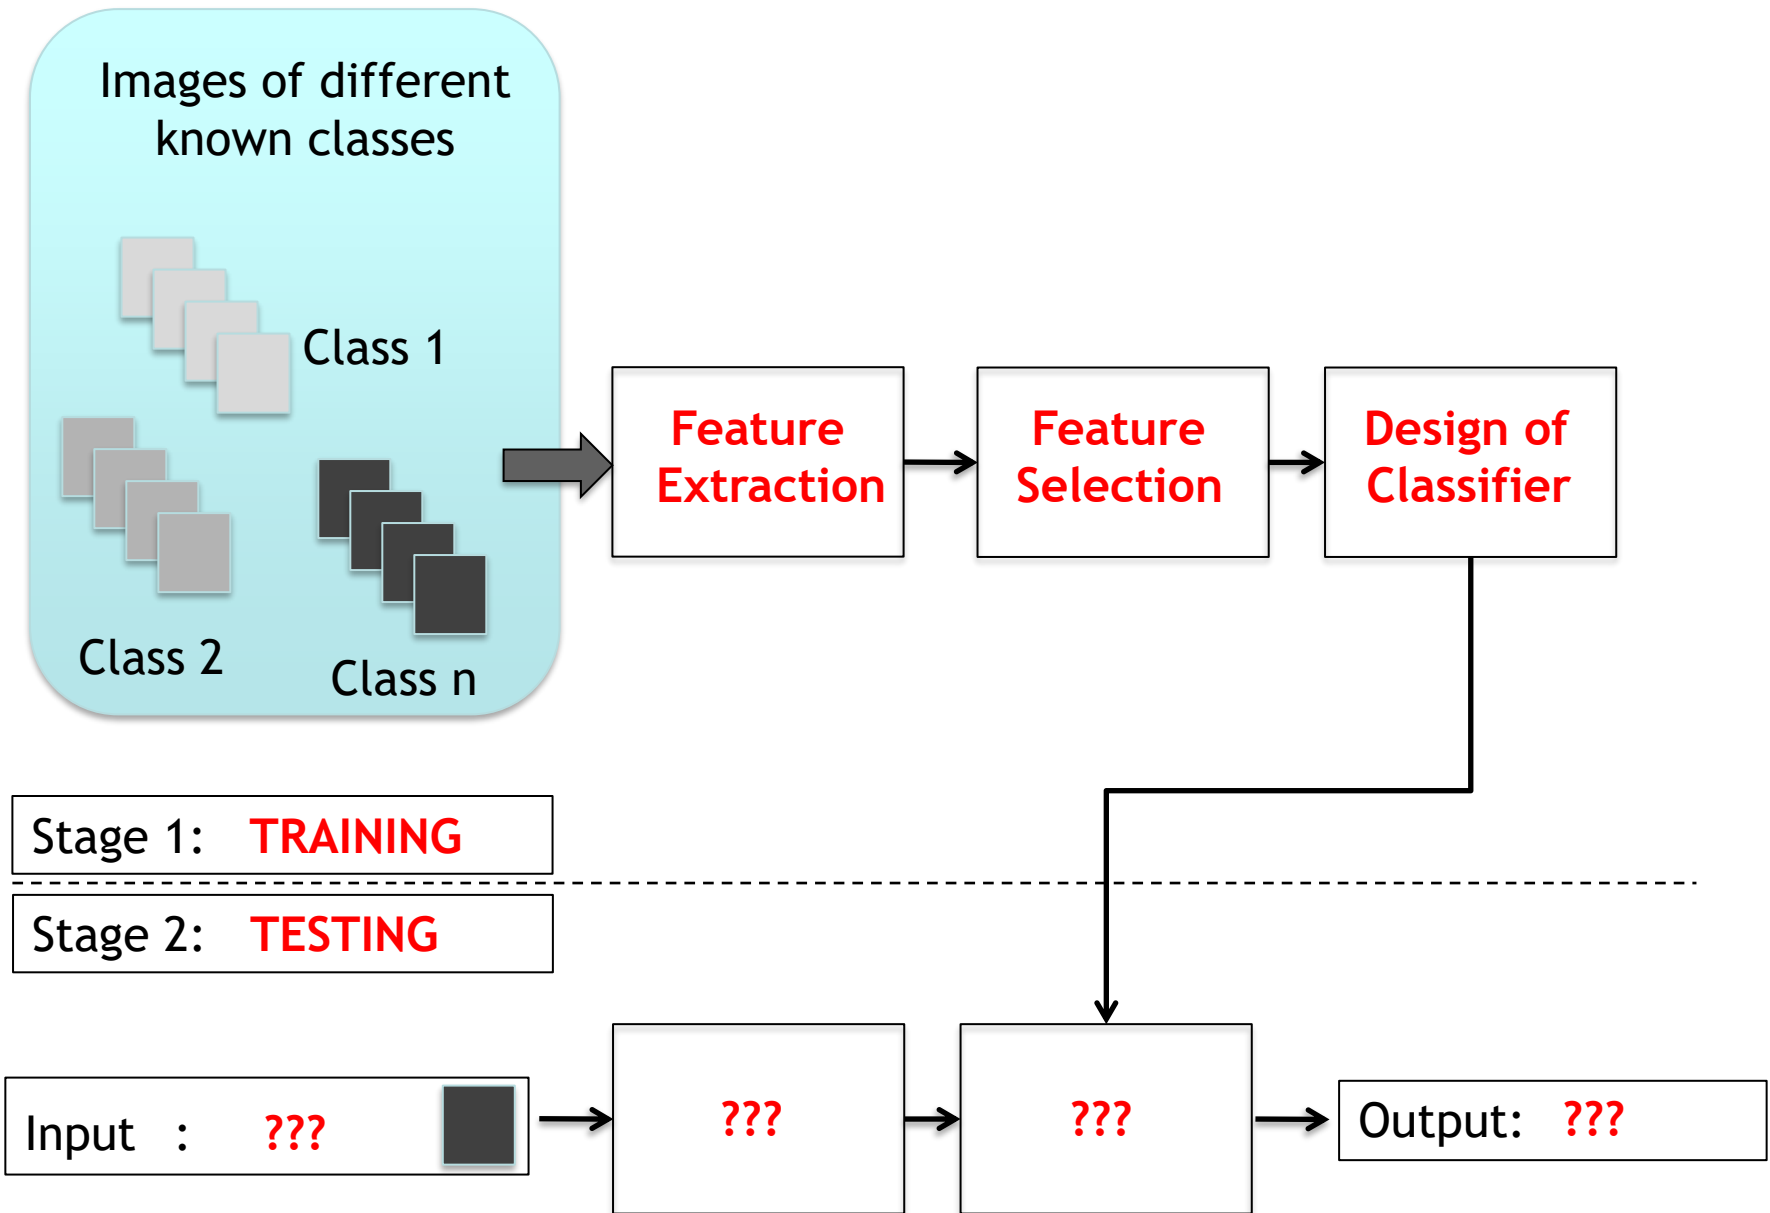 Images of different
known classes
Class 1
Class 2
Class n
Feature
Extraction
Feature
Selection
Design of
Classifier
Stage 1: TRAINING
Stage 2: TESTING
Input : ???
???
???
Output: ???